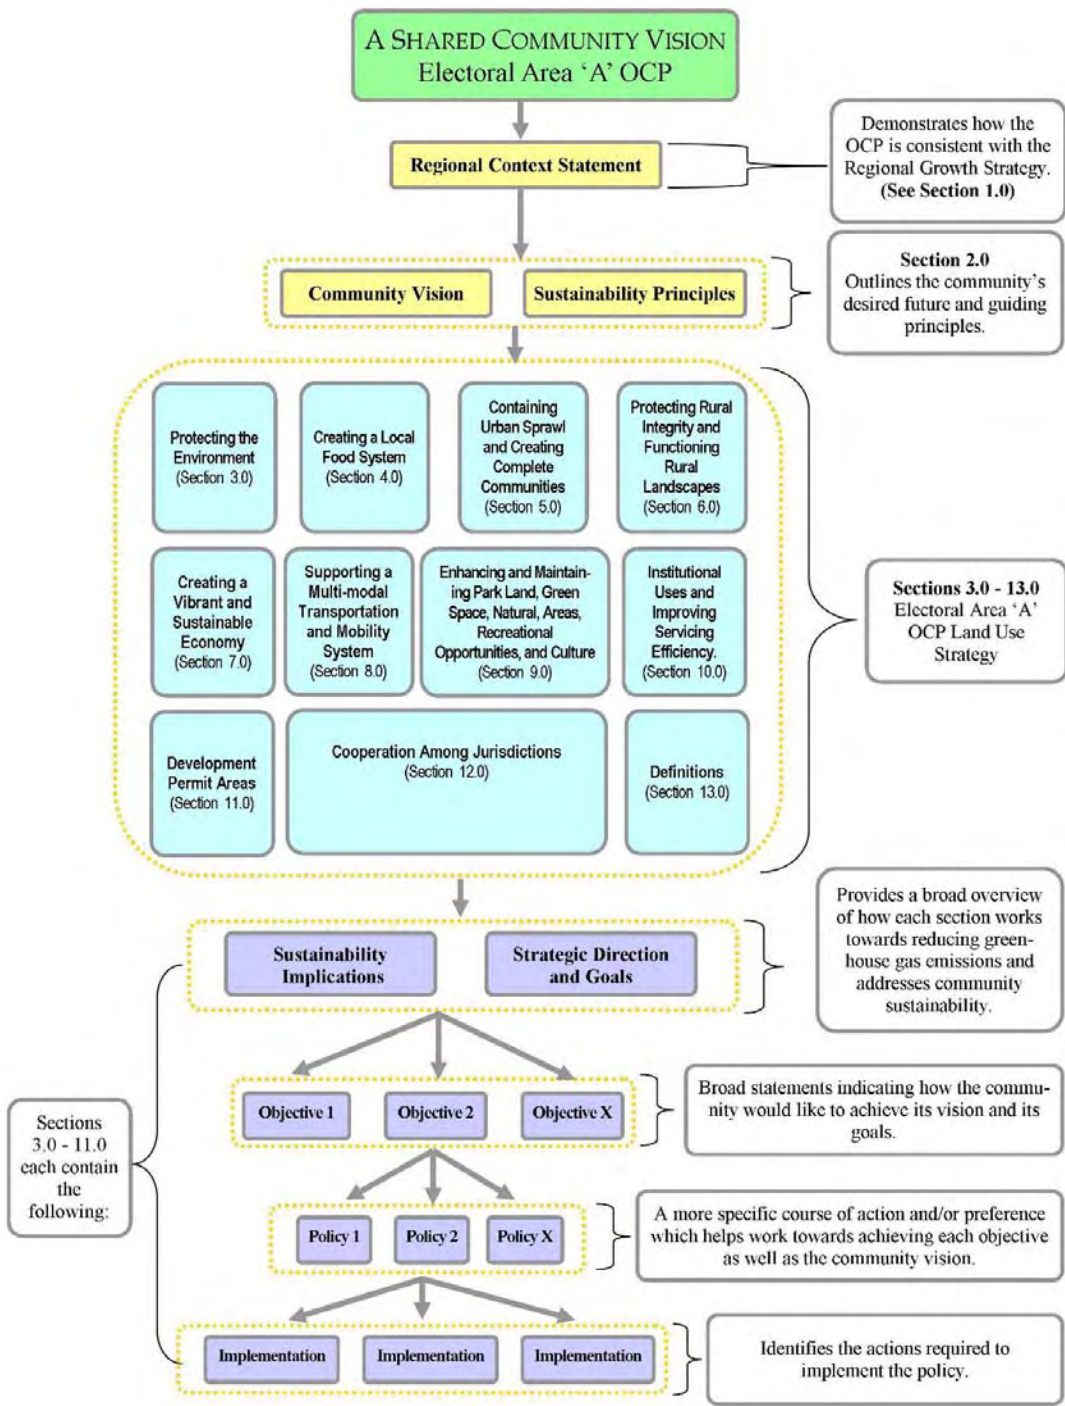 A SHARED COMMUNITY VISION
Electoral Area ‘A’ OCP
Regional Context Statement
Demonstrates how the
OCP is consistent with the
Regional Growth Strategy.
(See Section 1.0)
Community Vision
Sustainability Principles
Section 2.0
Outlines the community’s
desired future and guiding
principles.
Protecting the
Environment
(Section 3.0)
Creating a Local
Food System
(Section 4.0)
Containing
Urban Sprawl
and Creating
Complete
Communities
(Section 5.0)
Protecting Rural
Integrity and
Functioning
Rural
Landscapes
(Section 6.0)
Creating a
Vibrant and
Sustainable
Economy
(Section 7.0)
Supporting a
Multi-modal
Transportation
and Mobility
System
(Section 8.0)
Enhancing and Maintain-
ing Park Land, Green
Space, Natural, Areas,
Recreational
Opportunities, and Culture
(Section 9.0)
Institutional
Uses and
Improving
Servicing
Efficiency.
(Section 10.0)
Sections 3.0 - 13.0
Electoral Area ‘A’
OCP Land Use
Strategy
Development
Permit Areas
(Section 11.0)
Cooperation Among Jurisdictions
(Section 12.0)
Definitions
(Section 13.0)
Sustainability
Implications
Strategic Direction
and Goals
Provides a broad overview
of how each section works
towards reducing green-
house gas emissions and
addresses community
sustainability.
Sections
3.0 - 11.0
each contain
the
following:
Objective 1
Objective 2
Objective X
Broad statements indicating how the commu-
nity would like to achieve its vision and its
goals.
Policy 1
Policy 2
Policy X
A more specific course of action and/or preference
which helps work towards achieving each objective
as well as the community vision.
Implementation
Implementation
Implementation
Identifies the actions required to
implement the policy.